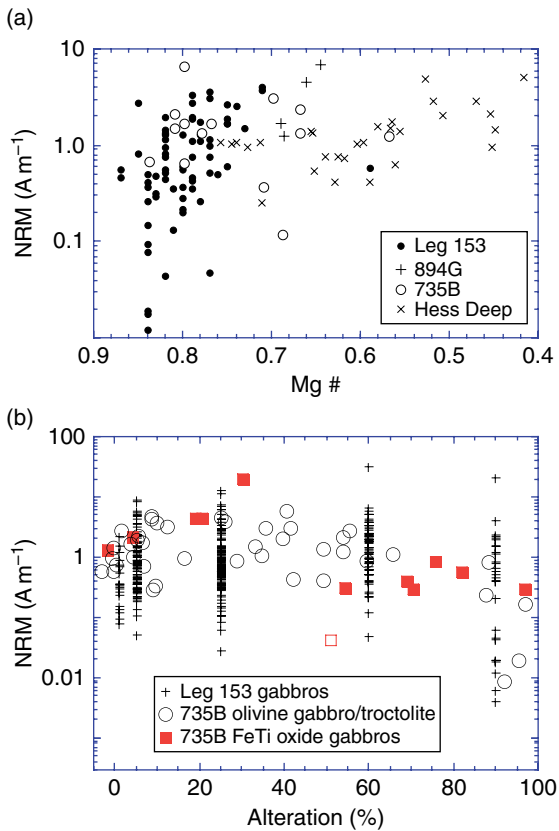 (a)
10
1.0
0.1
NRM (A m⁻¹)
Leg 153
894G
735B
Hess Deep
0.9
0.8
0.7
0.6
0.5
0.4
Mg #
(b)
100
1
0.01
NRM (A m⁻¹)
Leg 153 gabbros
735B olivine gabbro/troctolite
735B FeTi oxide gabbros
0
20
40
60
80
100
Alteration (%)